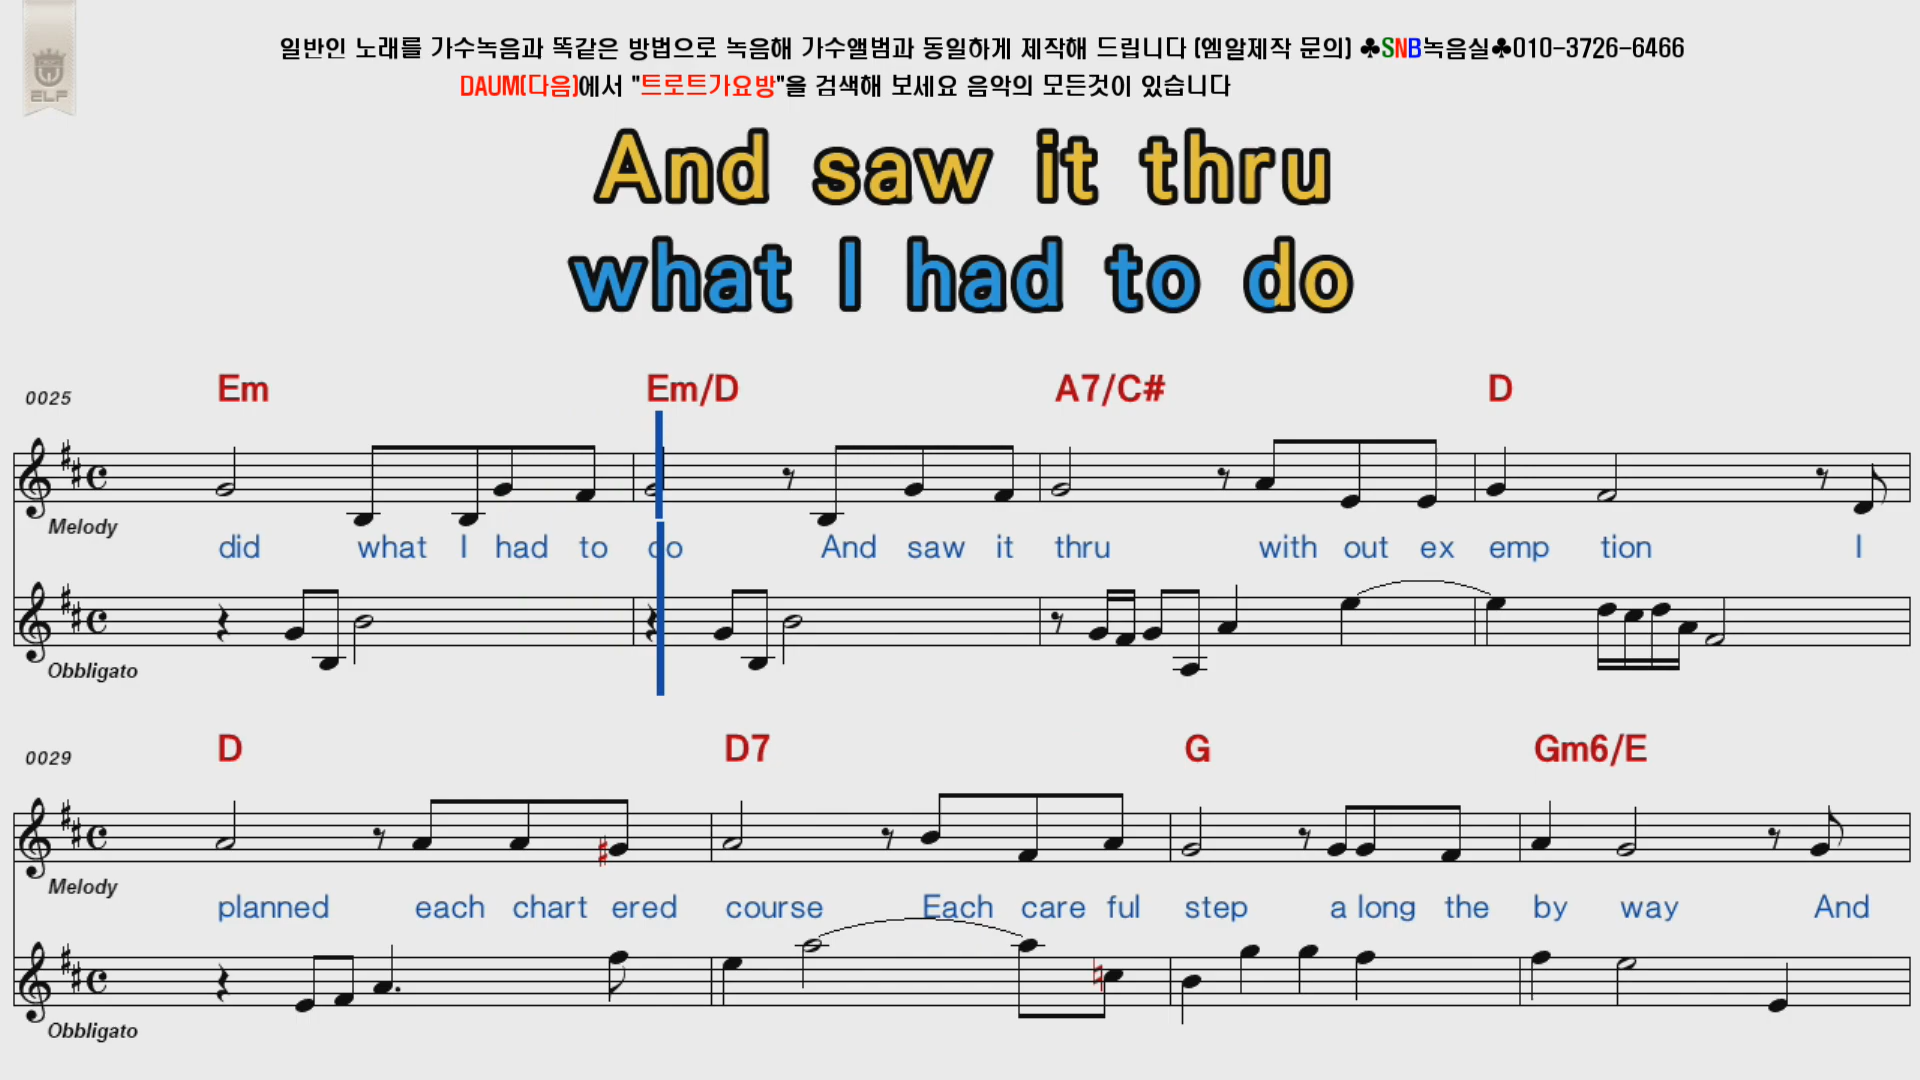 일반인 노래를 가수녹음과 똑같은 방법으로 녹음해 가수앨범과 동일하게 제작해 드립니다 (엠알제작 문의) ♣SNB녹음실♣010-3726-6466
DAUM(다음)에서 "트로트가요방"을 검색해 보세요 음악의 모든것이 있습니다
ELF
And saw it thru
what I had to do
0025 Em Em/D A7/C# D
Melody
did what I had to do And saw it thru with out ex emp tion I
Obbligato
0029 D D7 G Gm6/E
Melody
planned each chart ered course Each care ful step a long the by way And
Obbligato